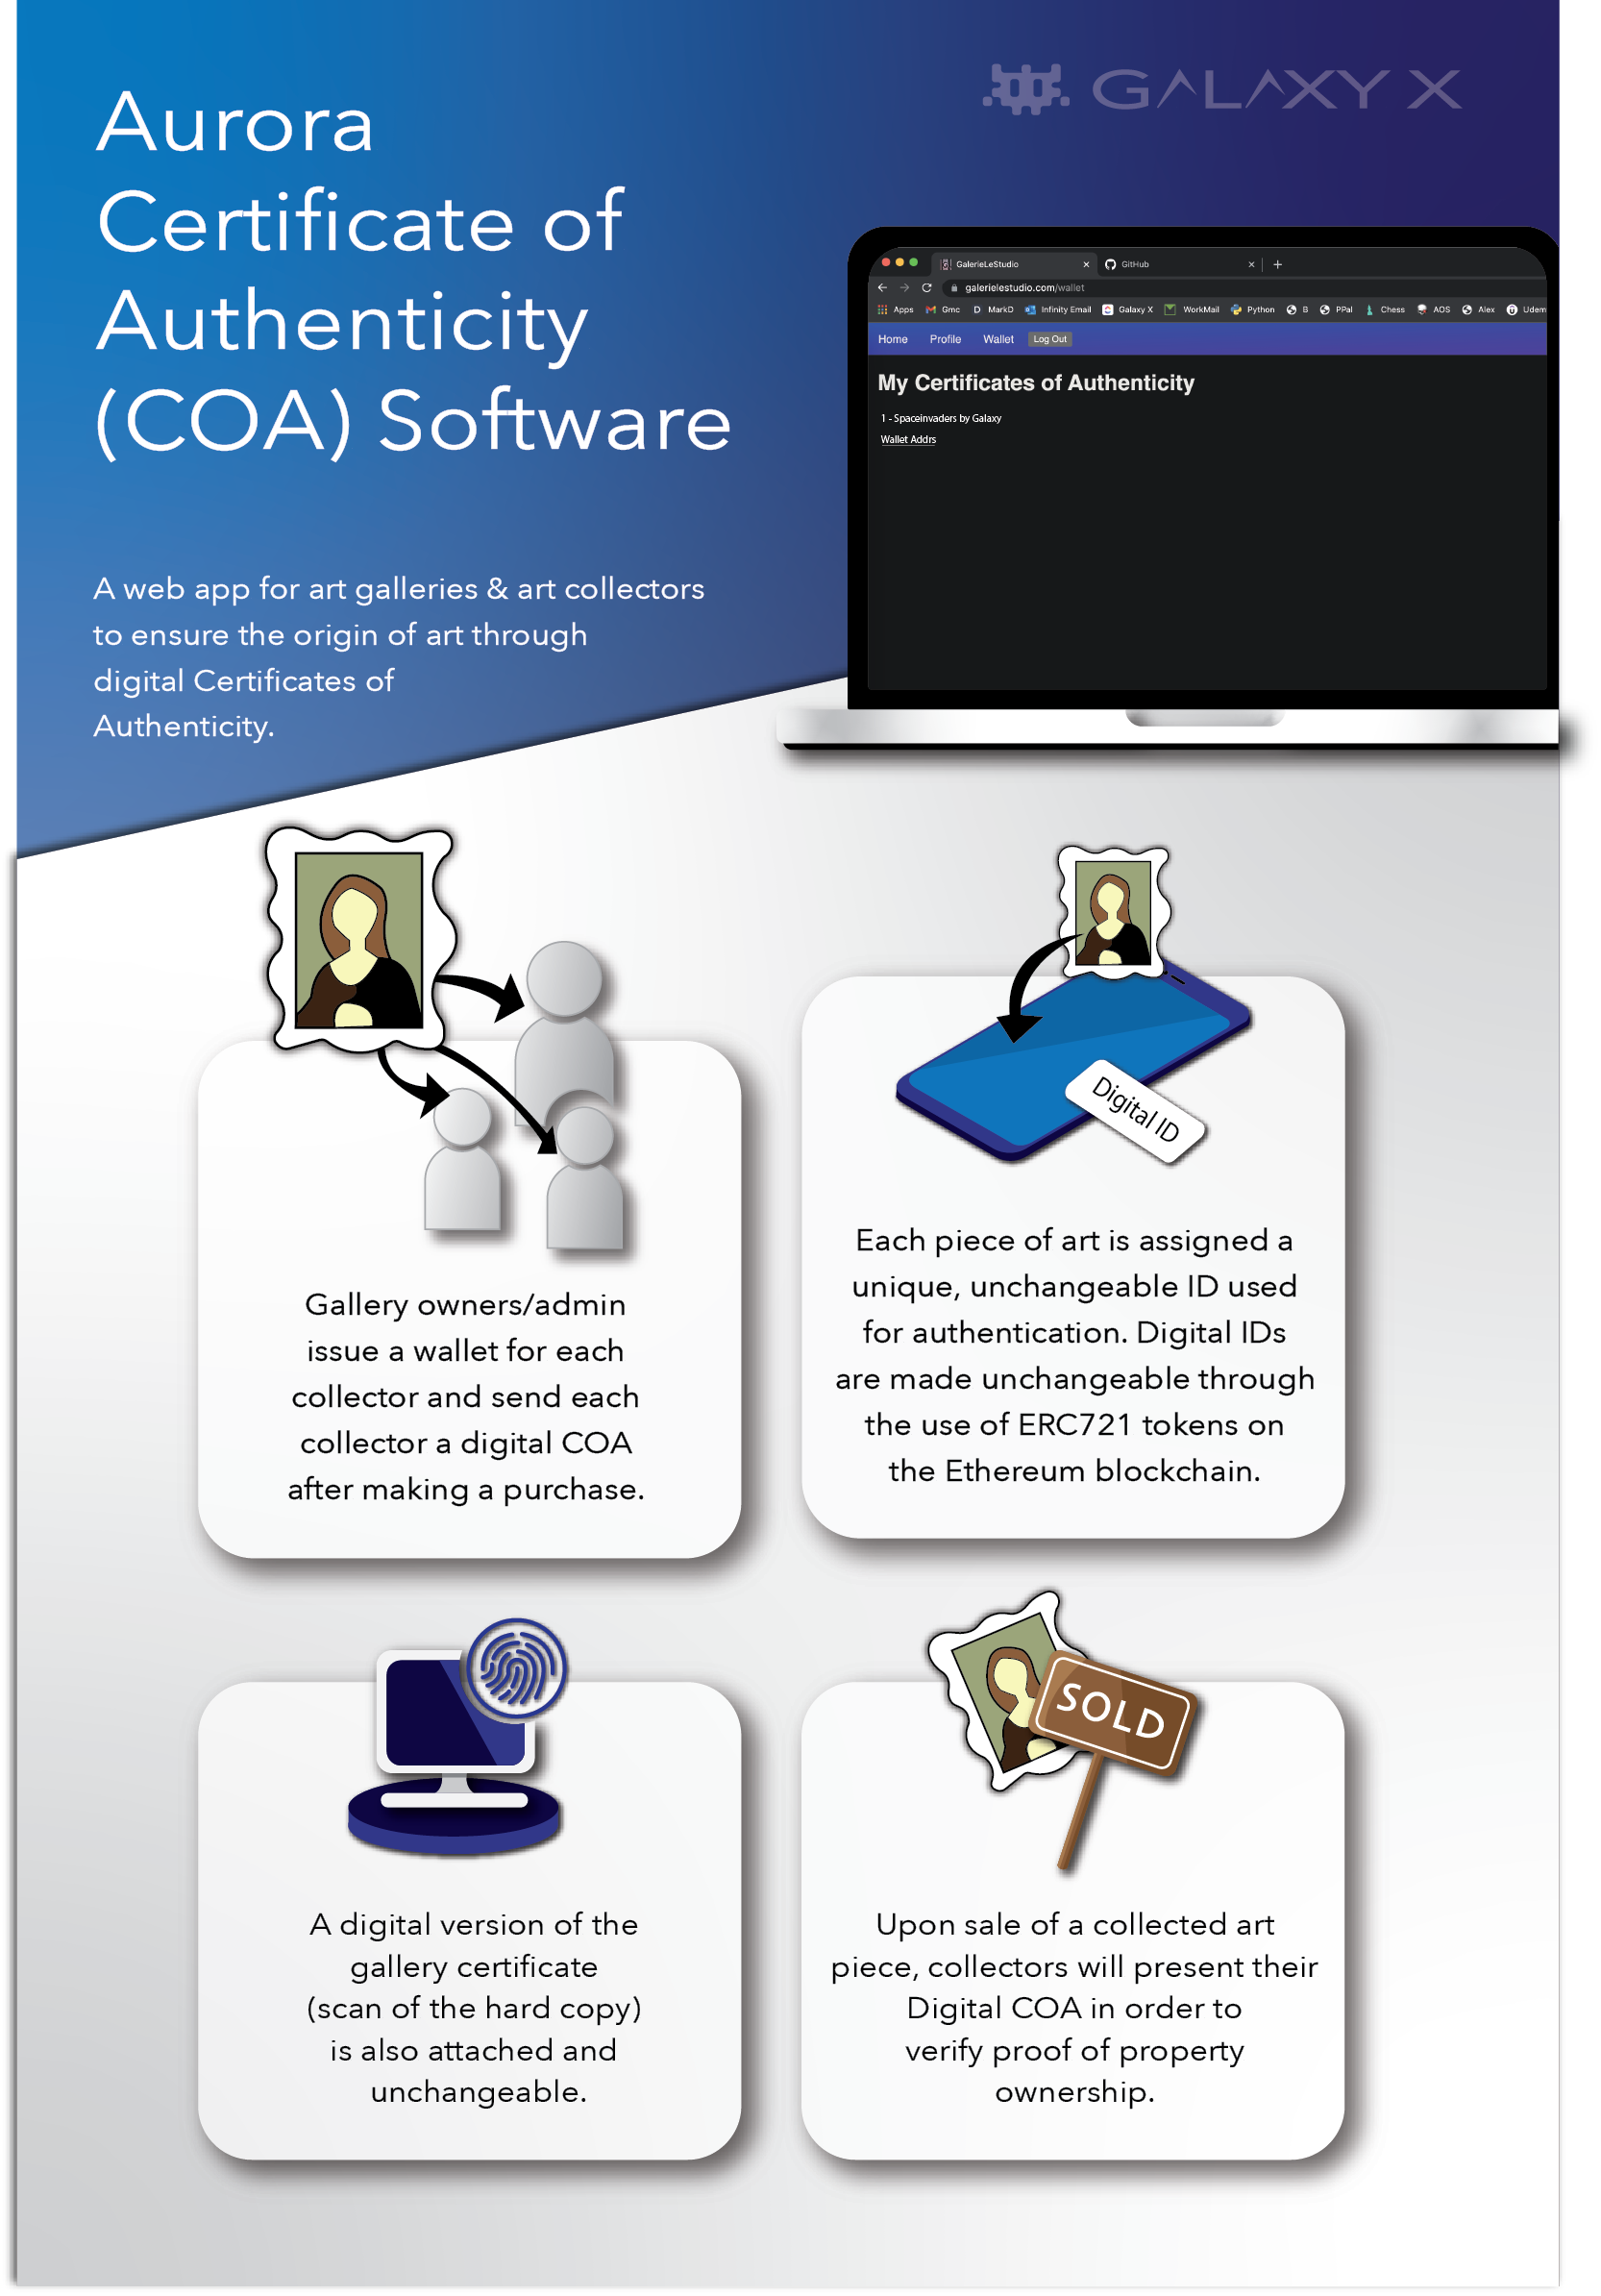 GALAXY X
Aurora
Certificate of
Authenticity
(COA) Software
A web app for art galleries & art collectors
to ensure the origin of art through
digital Certificates of
Authenticity.
GalerieLeStudio
GitHub
galerielestudio.com/wallet
Apps Gmc MarkD Infinity Email Galaxy X WorkMail Python B PPal Chess AOS Alex Udem
Home Profile Wallet Log Out
My Certificates of Authenticity
1 - Spaceinvaders by Galaxy
Wallet Addrs
Gallery owners/admin
issue a wallet for each
collector and send each
collector a digital COA
after making a purchase.
Digital ID
Each piece of art is assigned a
unique, unchangeable ID used
for authentication. Digital IDs
are made unchangeable through
the use of ERC721 tokens on
the Ethereum blockchain.
A digital version of the
gallery certificate
(scan of the hard copy)
is also attached and
unchangeable.
SOLD
Upon sale of a collected art
piece, collectors will present their
Digital COA in order to
verify proof of property
ownership.